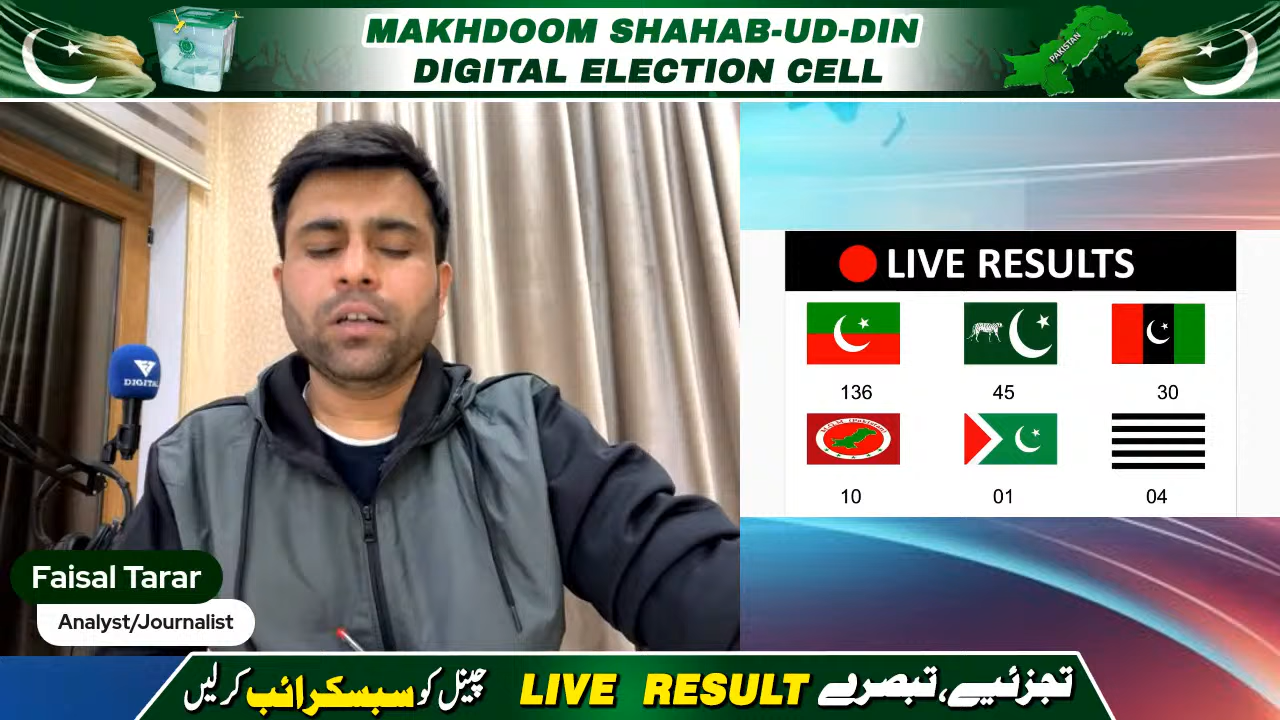 MAKHDOOM SHAHAB-UD-DIN
DIGITAL ELECTION CELL
PAKISTAN
LIVE RESULTS
136 45 30
10 01 04
DIGITAL
Faisal Tarar
Analyst/Journalist
تجزئیے، تبصرے LIVE RESULT چینل کو سبسکرائب کر لیں